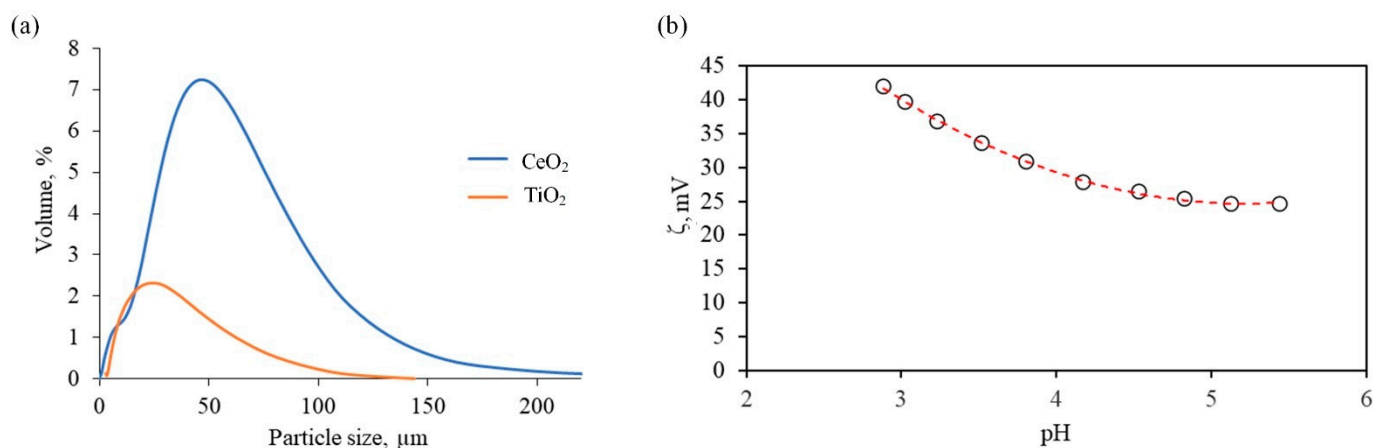 (a)
8
7
6
5
4
3
2
1
0
Volume, %
0 50 100 150 200
Particle size, µm
CeO₂
TiO₂
(b)
45
40
35
30
25
20
15
10
5
0
ζ, mV
2 3 4 5 6
pH